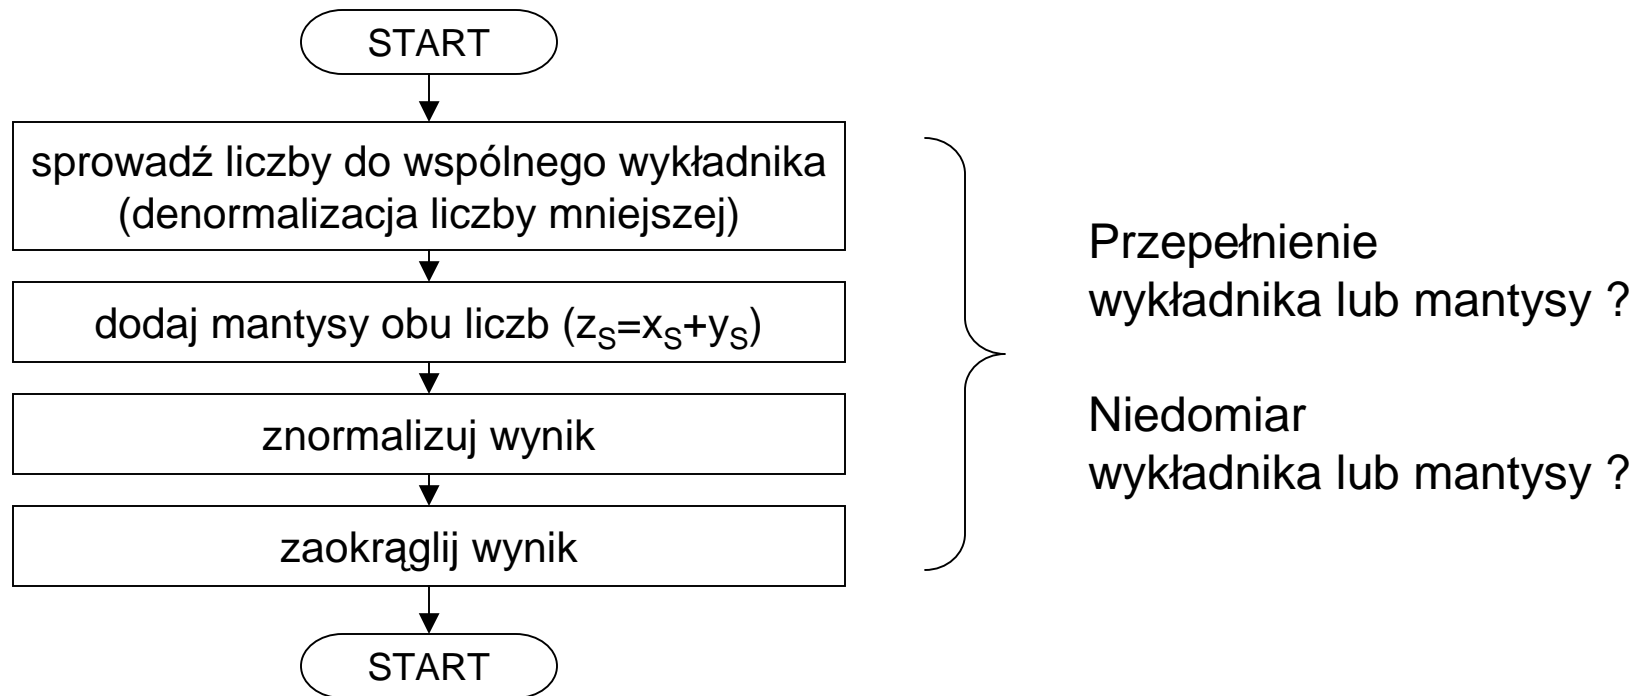 START
sprowadź liczby do wspólnego wykładnika
(denormalizacja liczby mniejszej)
dodaj mantysy obu liczb (zS=xS+yS)
znormalizuj wynik
zaokrąglij wynik
START
Przepełnienie
wykładnika lub mantysy ?
Niedomiar
wykładnika lub mantysy ?